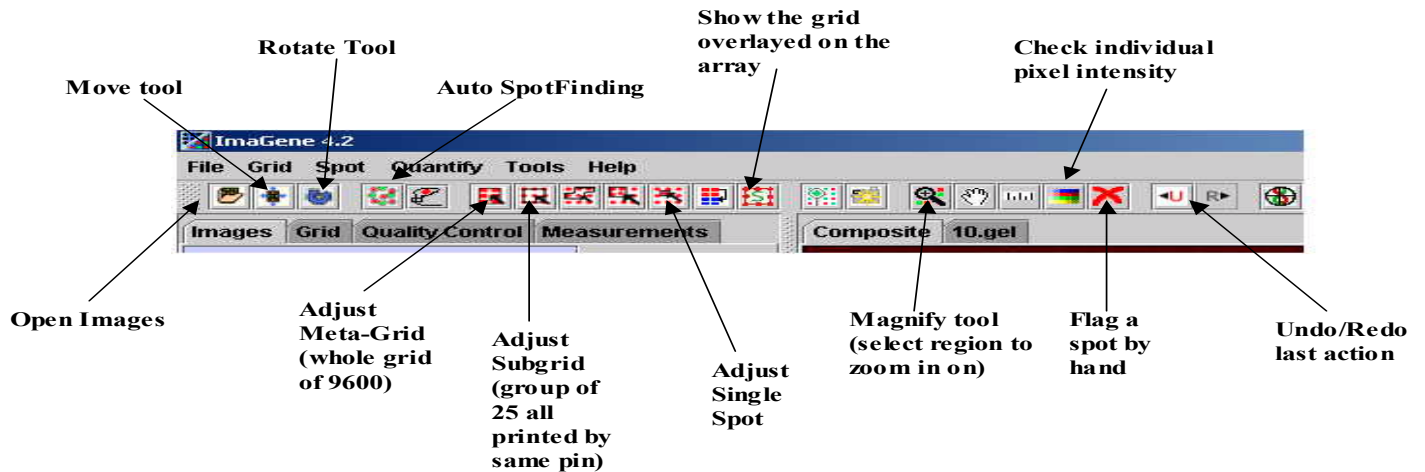 Show the grid
overlayed on the
array
Rotate Tool
Check individual
pixel intensity
Move tool
Auto SpotFinding
ImaGene 4.2
File Grid Spot Quantify Tools Help
U R
Images Grid Quality Control Measurements Composite 10.gel
Open Images
Adjust
Meta-Grid
(whole grid
of 9600)
Adjust
Subgrid
(group of
25 all
printed by
same pin)
Adjust
Single
Spot
Magnify tool
(select region to
zoom in on)
Flag a
spot by
hand
Undo/Redo
last action